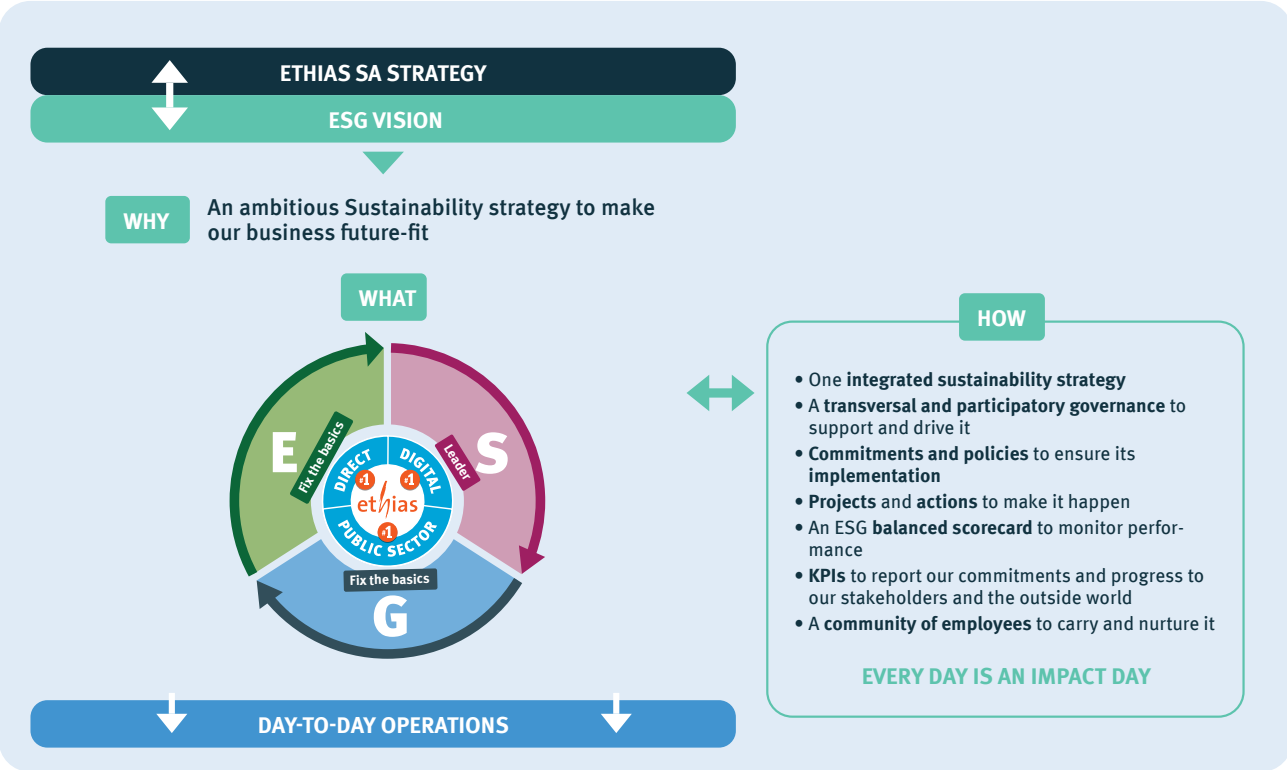 ETHIAS SA STRATEGY
ESG VISION
WHY
An ambitious Sustainability strategy to make
our business future-fit
WHAT
E
Fix the basics
S
Leader
G
Fix the basics
DIRECT
DIGITAL
PUBLIC SECTOR
#1
#1
ethias
#1
HOW
• One integrated sustainability strategy
• A transversal and participatory governance to
support and drive it
• Commitments and policies to ensure its
implementation
• Projects and actions to make it happen
• An ESG balanced scorecard to monitor perfor-
mance
• KPIs to report our commitments and progress to
our stakeholders and the outside world
• A community of employees to carry and nurture it
EVERY DAY IS AN IMPACT DAY
DAY-TO-DAY OPERATIONS